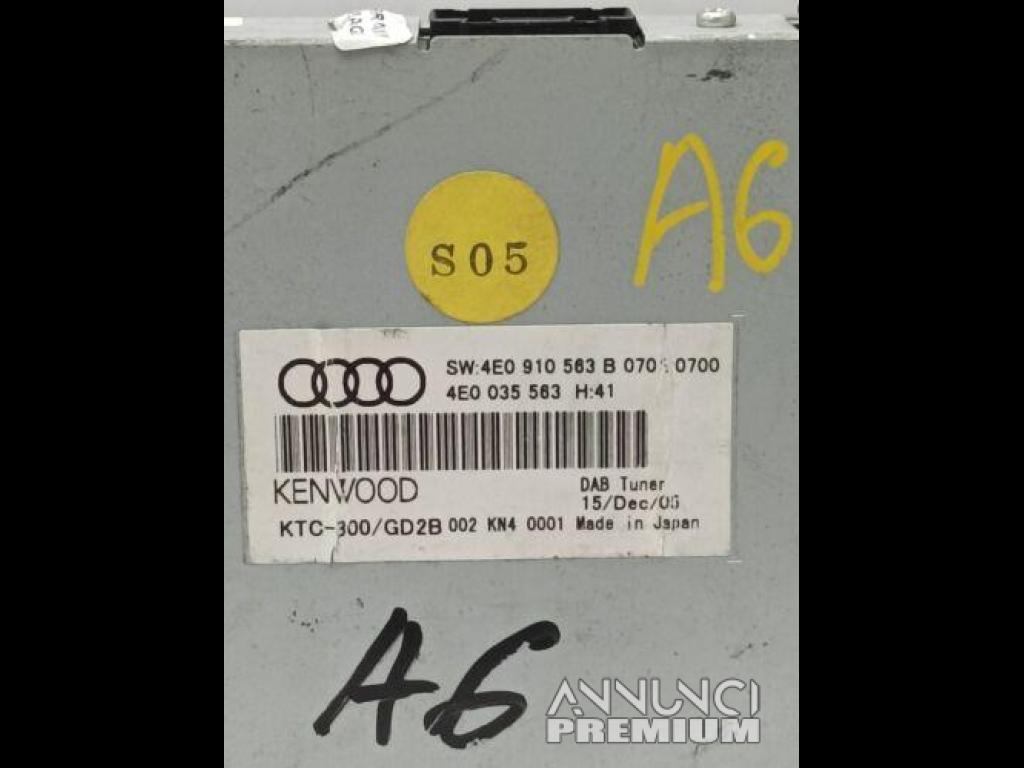 A6
S05
SW:4E0 910 563 B 0700
4E0 035 563 H:41
KENWOOD
DAB Tuner
15/Dec/
KTC-300/GD2B 002 KN4 0001 Made in Japan
A6
ANNUNCI
PREMIUM